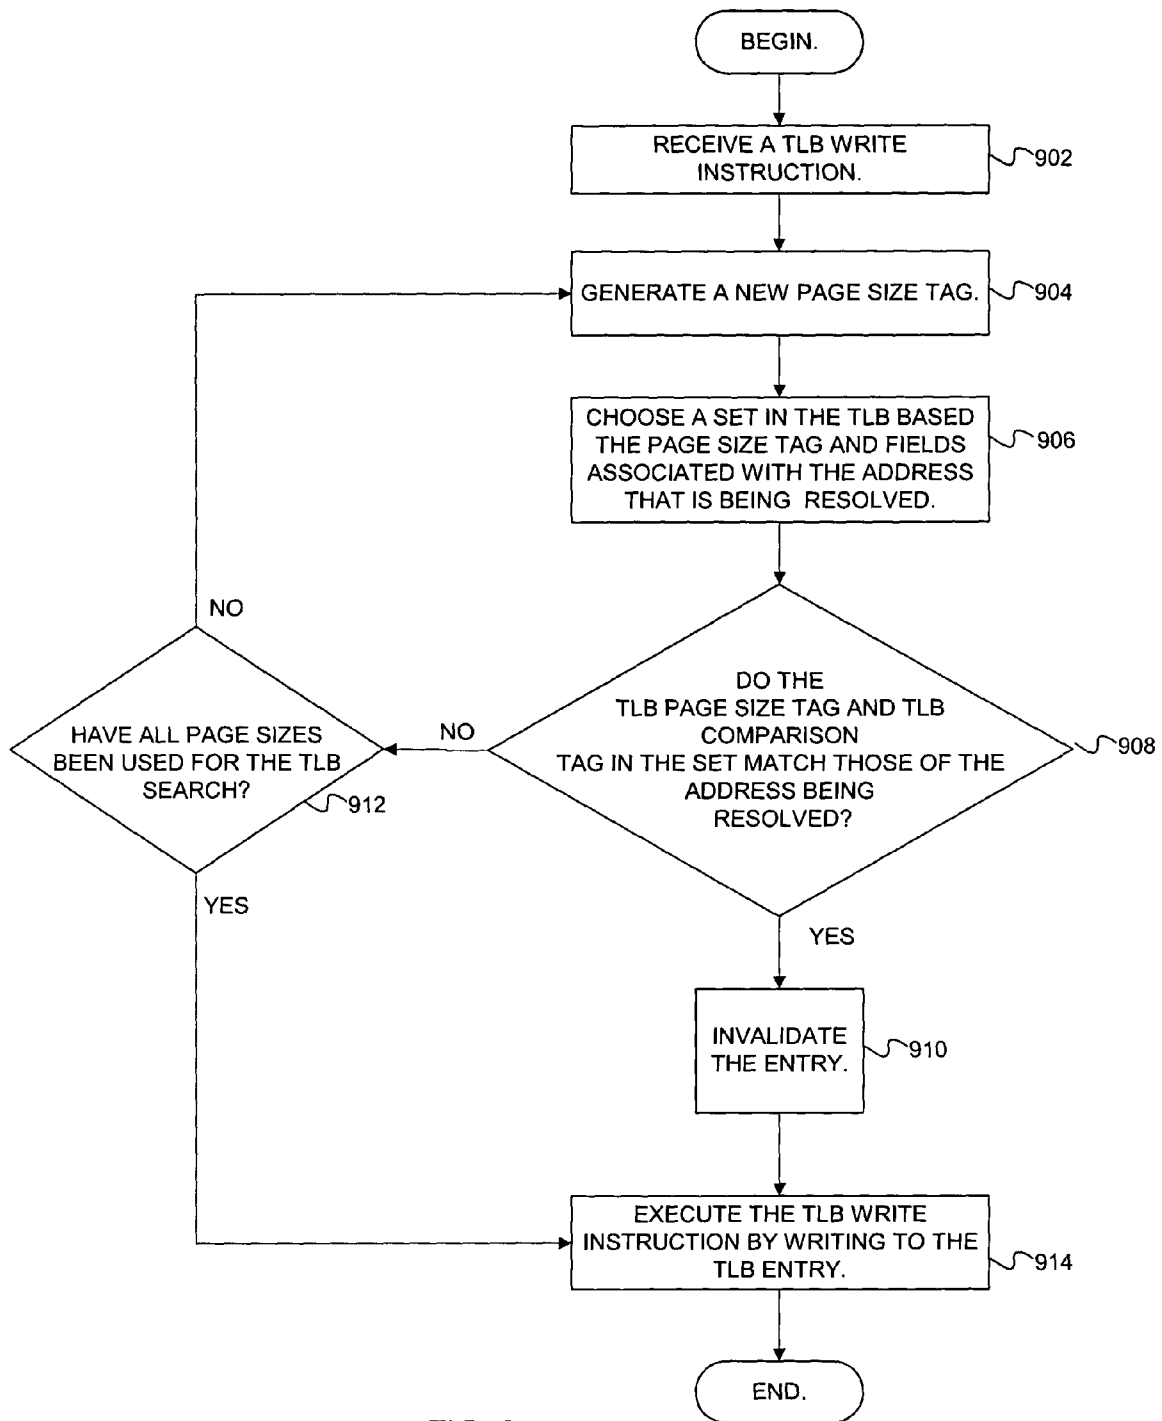 BEGIN.
RECEIVE A TLB WRITE
INSTRUCTION.
902
GENERATE A NEW PAGE SIZE TAG.
904
CHOOSE A SET IN THE TLB BASED
THE PAGE SIZE TAG AND FIELDS
ASSOCIATED WITH THE ADDRESS
THAT IS BEING RESOLVED.
906
NO
DO THE
TLB PAGE SIZE TAG AND TLB
COMPARISON
TAG IN THE SET MATCH THOSE OF THE
ADDRESS BEING
RESOLVED?
908
NO
HAVE ALL PAGE SIZES
BEEN USED FOR THE TLB
SEARCH?
912
YES
YES
INVALIDATE
THE ENTRY.
910
EXECUTE THE TLB WRITE
INSTRUCTION BY WRITING TO THE
TLB ENTRY.
914
END.